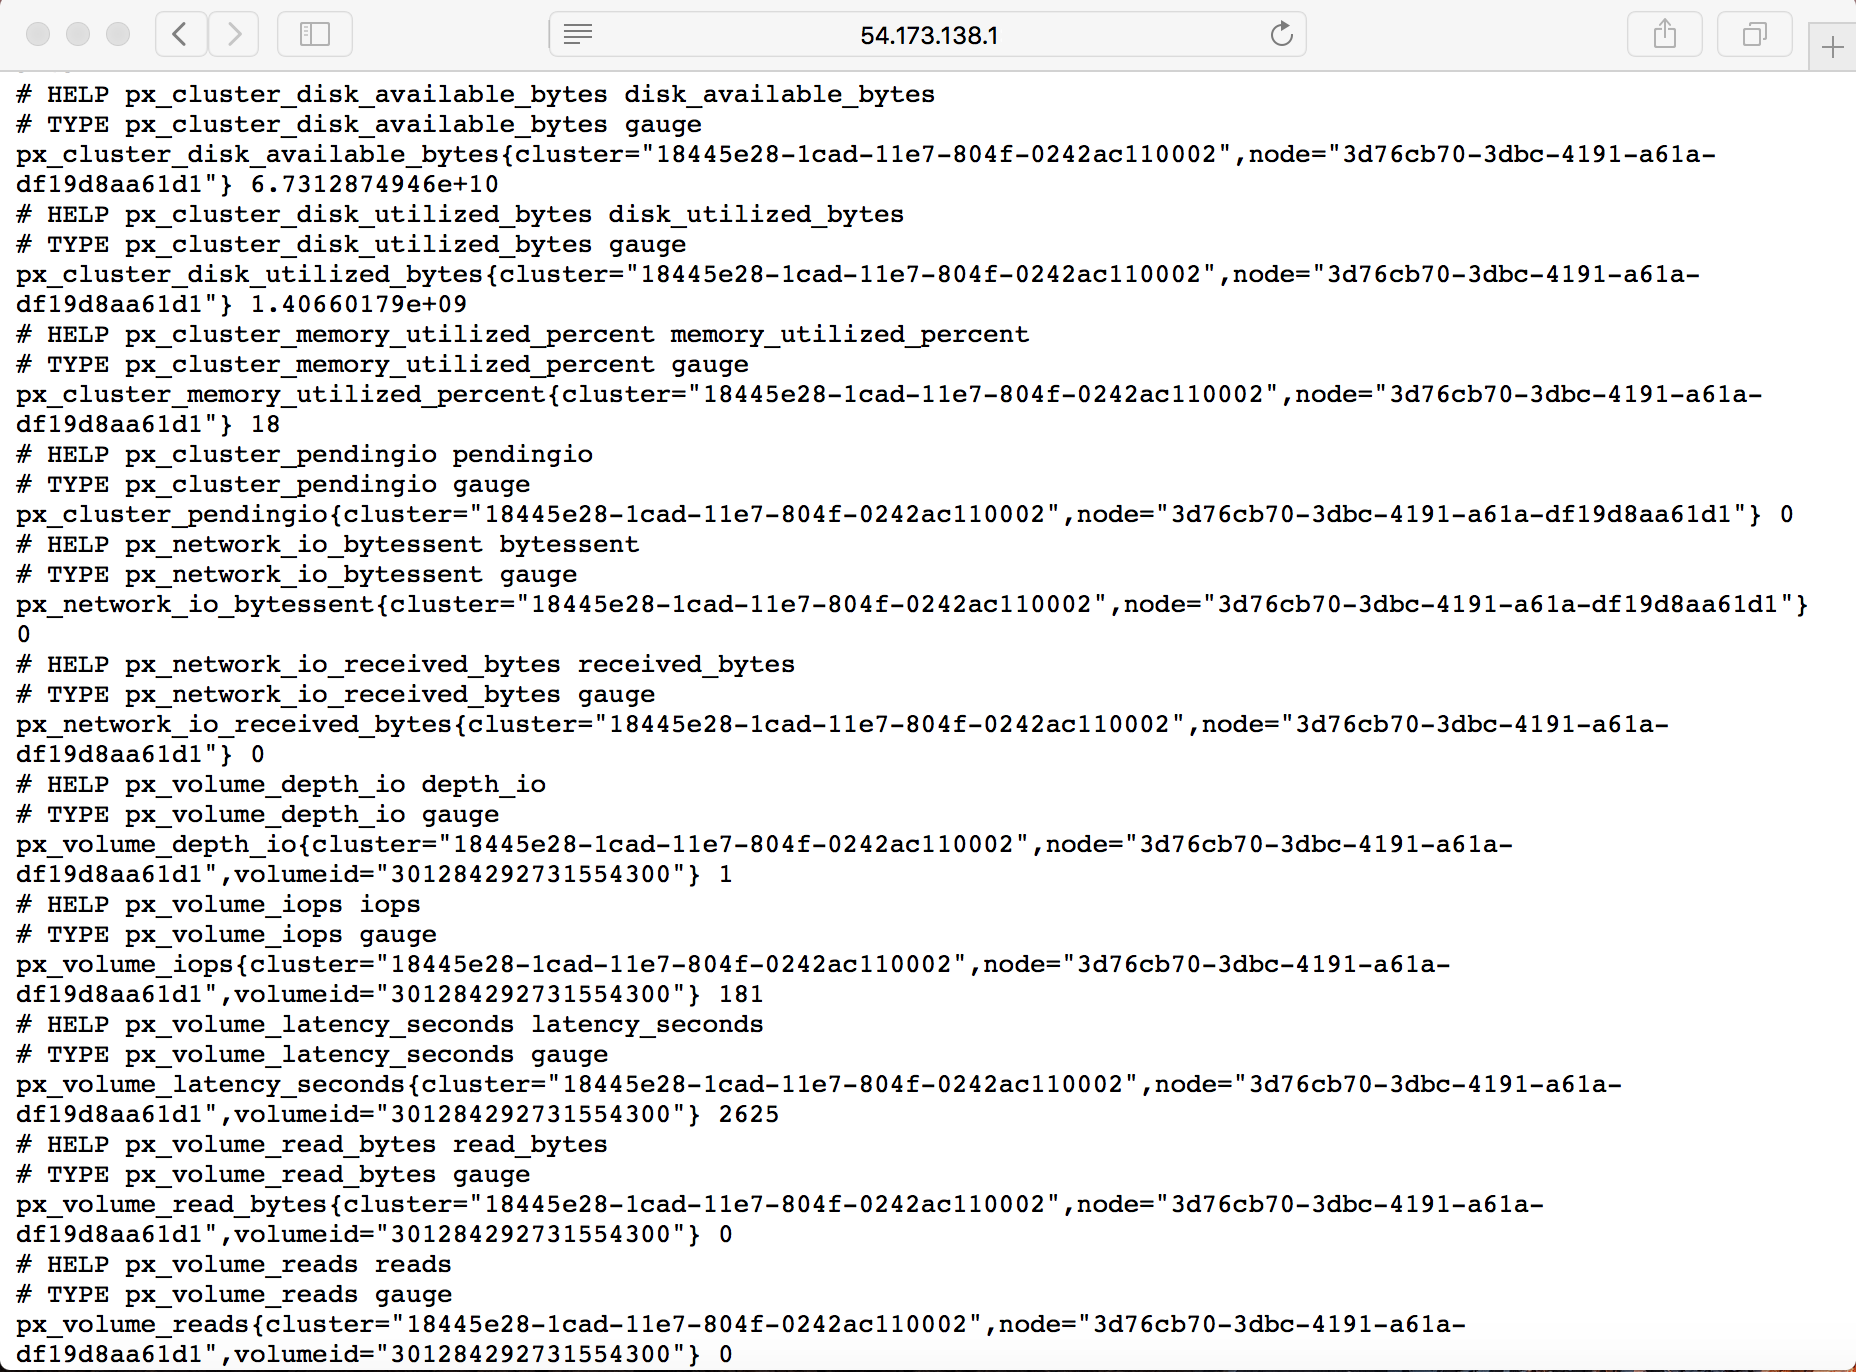 54.173.138.1
# HELP px_cluster_disk_available_bytes disk_available_bytes
# TYPE px_cluster_disk_available_bytes gauge
px_cluster_disk_available_bytes{cluster="18445e28-1cad-11e7-804f-0242ac110002",node="3d76cb70-3dbc-4191-a61a-
df19d8aa61d1"} 6.7312874946e+10
# HELP px_cluster_disk_utilized_bytes disk_utilized_bytes
# TYPE px_cluster_disk_utilized_bytes gauge
px_cluster_disk_utilized_bytes{cluster="18445e28-1cad-11e7-804f-0242ac110002",node="3d76cb70-3dbc-4191-a61a-
df19d8aa61d1"} 1.40660179e+09
# HELP px_cluster_memory_utilized_percent memory_utilized_percent
# TYPE px_cluster_memory_utilized_percent gauge
px_cluster_memory_utilized_percent{cluster="18445e28-1cad-11e7-804f-0242ac110002",node="3d76cb70-3dbc-4191-a61a-
df19d8aa61d1"} 18
# HELP px_cluster_pendingio pendingio
# TYPE px_cluster_pendingio gauge
px_cluster_pendingio{cluster="18445e28-1cad-11e7-804f-0242ac110002",node="3d76cb70-3dbc-4191-a61a-df19d8aa61d1"} 0
# HELP px_network_io_bytessent bytessent
# TYPE px_network_io_bytessent gauge
px_network_io_bytessent{cluster="18445e28-1cad-11e7-804f-0242ac110002",node="3d76cb70-3dbc-4191-a61a-df19d8aa61d1"}
0
# HELP px_network_io_received_bytes received_bytes
# TYPE px_network_io_received_bytes gauge
px_network_io_received_bytes{cluster="18445e28-1cad-11e7-804f-0242ac110002",node="3d76cb70-3dbc-4191-a61a-
df19d8aa61d1"} 0
# HELP px_volume_depth_io depth_io
# TYPE px_volume_depth_io gauge
px_volume_depth_io{cluster="18445e28-1cad-11e7-804f-0242ac110002",node="3d76cb70-3dbc-4191-a61a-
df19d8aa61d1",volumeid="301284292731554300"} 1
# HELP px_volume_iops iops
# TYPE px_volume_iops gauge
px_volume_iops{cluster="18445e28-1cad-11e7-804f-0242ac110002",node="3d76cb70-3dbc-4191-a61a-
df19d8aa61d1",volumeid="301284292731554300"} 181
# HELP px_volume_latency_seconds latency_seconds
# TYPE px_volume_latency_seconds gauge
px_volume_latency_seconds{cluster="18445e28-1cad-11e7-804f-0242ac110002",node="3d76cb70-3dbc-4191-a61a-
df19d8aa61d1",volumeid="301284292731554300"} 2625
# HELP px_volume_read_bytes read_bytes
# TYPE px_volume_read_bytes gauge
px_volume_read_bytes{cluster="18445e28-1cad-11e7-804f-0242ac110002",node="3d76cb70-3dbc-4191-a61a-
df19d8aa61d1",volumeid="301284292731554300"} 0
# HELP px_volume_reads reads
# TYPE px_volume_reads gauge
px_volume_reads{cluster="18445e28-1cad-11e7-804f-0242ac110002",node="3d76cb70-3dbc-4191-a61a-
df19d8aa61d1",volumeid="301284292731554300"} 0